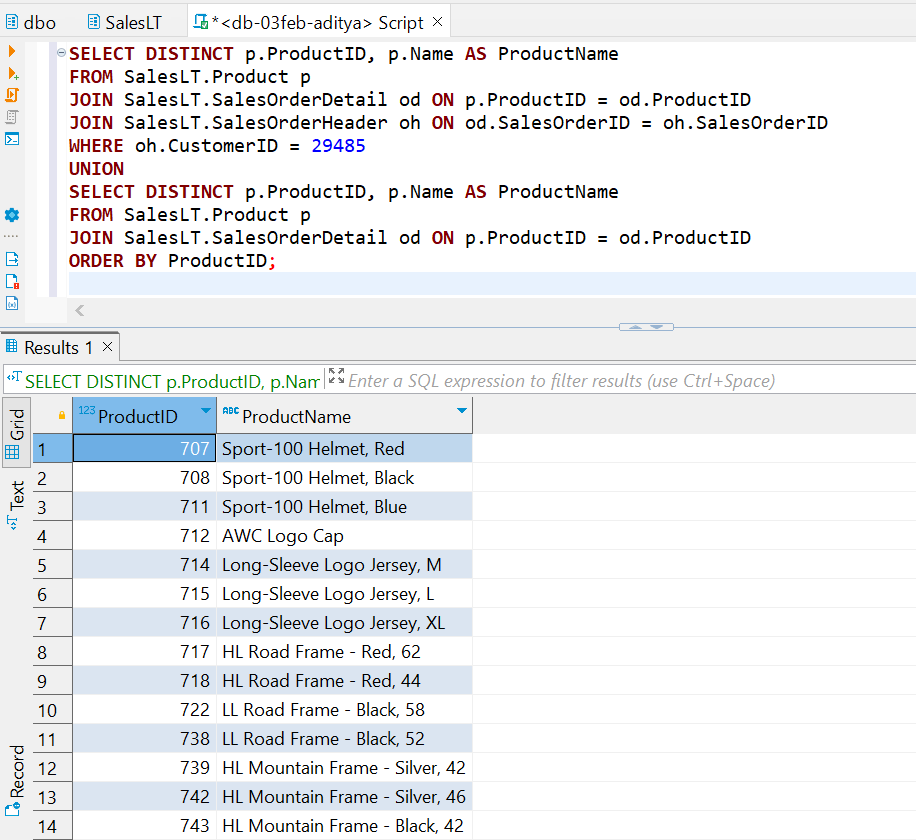 dbo
SalesLT
*<db-03feb-aditya> Script
SELECT DISTINCT p.ProductID, p.Name AS ProductName
FROM SalesLT.Product p
JOIN SalesLT.SalesOrderDetail od ON p.ProductID = od.ProductID
JOIN SalesLT.SalesOrderHeader oh ON od.SalesOrderID = oh.SalesOrderID
WHERE oh.CustomerID = 29485
UNION
SELECT DISTINCT p.ProductID, p.Name AS ProductName
FROM SalesLT.Product p
JOIN SalesLT.SalesOrderDetail od ON p.ProductID = od.ProductID
ORDER BY ProductID;
Results 1
SELECT DISTINCT p.ProductID, p.Nam
Enter a SQL expression to filter results (use Ctrl+Space)
Grid
Text
Record
123 ProductID ABC ProductName
1 707 Sport-100 Helmet, Red
2 708 Sport-100 Helmet, Black
3 711 Sport-100 Helmet, Blue
4 712 AWC Logo Cap
5 714 Long-Sleeve Logo Jersey, M
6 715 Long-Sleeve Logo Jersey, L
7 716 Long-Sleeve Logo Jersey, XL
8 717 HL Road Frame - Red, 62
9 718 HL Road Frame - Red, 44
10 722 LL Road Frame - Black, 58
11 738 LL Road Frame - Black, 52
12 739 HL Mountain Frame - Silver, 42
13 742 HL Mountain Frame - Silver, 46
14 743 HL Mountain Frame - Black, 42